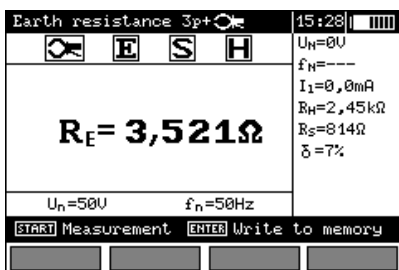 Earth resistance 3p+
15:28
E S H
RE= 3,521Ω
Un=50V fn=50Hz
UN=0V
fN=---
I1=0,0mA
RH=2,45kΩ
RS=814Ω
δ=7%
START Measurement ENTER Write to memory